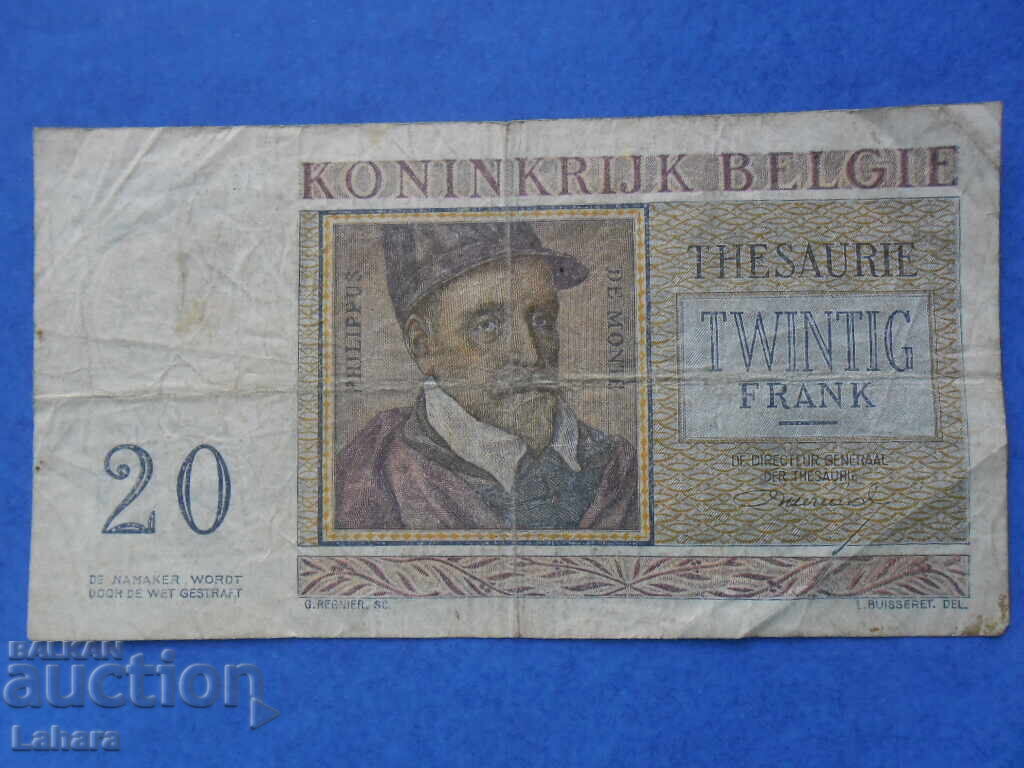 KONINKRIJK BELGIE
PHILIPPUS
DE MONTE
THESAURIE
TWINTIG
FRANK
DE DIRECTEUR GENERAAL
DER THESAURIE
20
DE NAMAKER WORDT
DOOR DE WET GESTRAFT
G. REGNIER, SC.
L. BUISSERET. DEL.
BALKAN
auction
Lahara